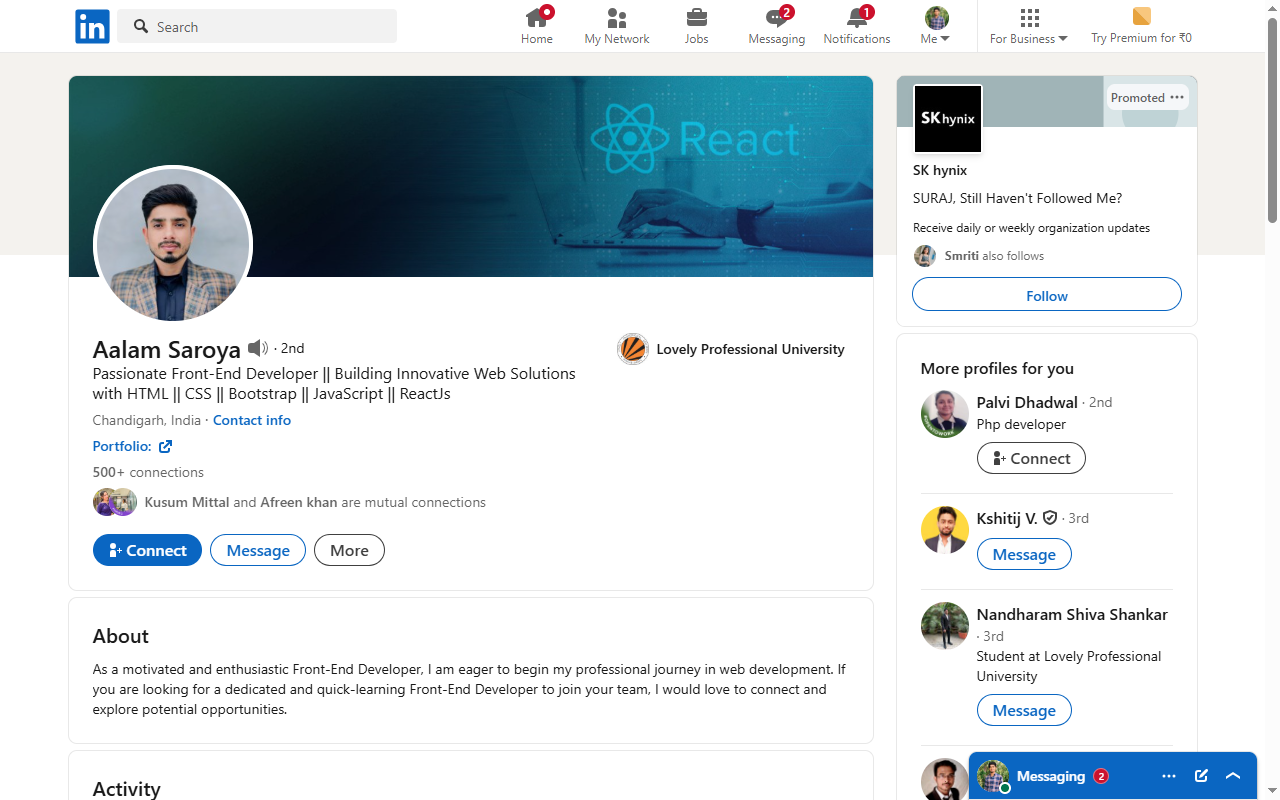 in
Search
Home
My Network
Jobs
2
Messaging
1
Notifications
Me
For Business
Try Premium for ₹0
React
Aalam Saroya · 2nd
Passionate Front-End Developer || Building Innovative Web Solutions
with HTML || CSS || Bootstrap || JavaScript || ReactJs
Chandigarh, India · Contact info
Portfolio:
500+ connections
Kusum Mittal and Afreen khan are mutual connections
Connect
Message
More
Lovely Professional University
About
As a motivated and enthusiastic Front-End Developer, I am eager to begin my professional journey in web development. If
you are looking for a dedicated and quick-learning Front-End Developer to join your team, I would love to connect and
explore potential opportunities.
Activity
Promoted
SK hynix
SK hynix
SURAJ, Still Haven't Followed Me?
Receive daily or weekly organization updates
Smriti also follows
Follow
More profiles for you
Palvi Dhadwal · 2nd
Php developer
Connect
Kshitij V. · 3rd
Message
Nandharam Shiva Shankar
· 3rd
Student at Lovely Professional
University
Message
Messaging 2